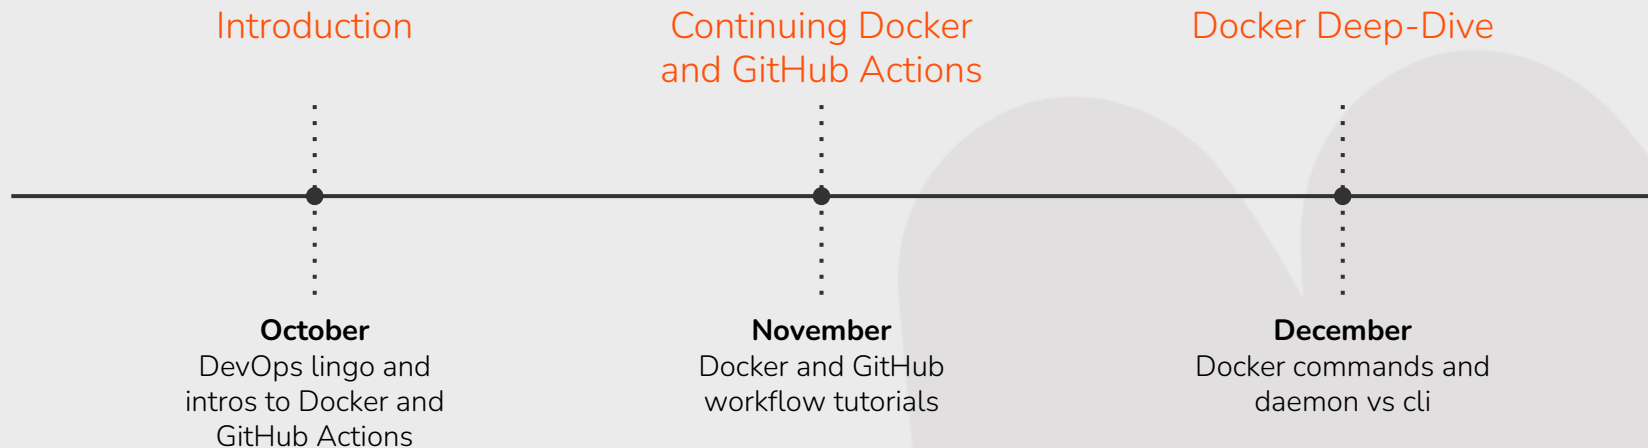 Introduction
Continuing Docker
and GitHub Actions
Docker Deep-Dive
October
DevOps lingo and
intros to Docker and
GitHub Actions
November
Docker and GitHub
workflow tutorials
December
Docker commands and
daemon vs cli